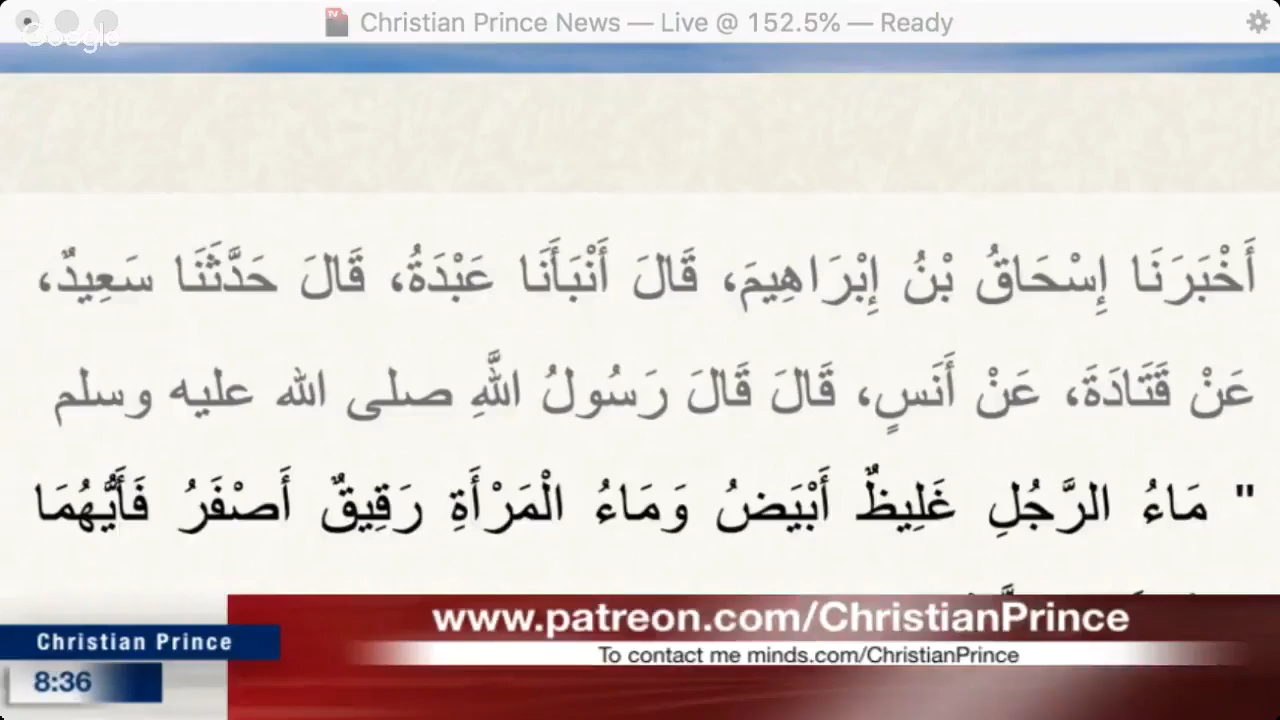 Christian Prince News — Live @ 152.5% — Ready
Google
أَخْبَرَنَا إِسْحَاقُ بْنُ إِبْرَاهِيمَ، قَالَ أَنْبَأَنَا عَبْدَةُ، قَالَ حَدَّثَنَا سَعِيدٌ،
عَنْ قَتَادَةَ، عَنْ أَنَسٍ، قَالَ قَالَ رَسُولُ اللَّهِ صلى الله عليه وسلم
" مَاءُ الرَّجُلِ غَلِيظٌ أَبْيَضُ وَمَاءُ الْمَرْأَةِ رَقِيقٌ أَصْفَرُ فَأَيُّهُمَا
www.patreon.com/ChristianPrince
To contact me minds.com/ChristianPrince
Christian Prince
8:36